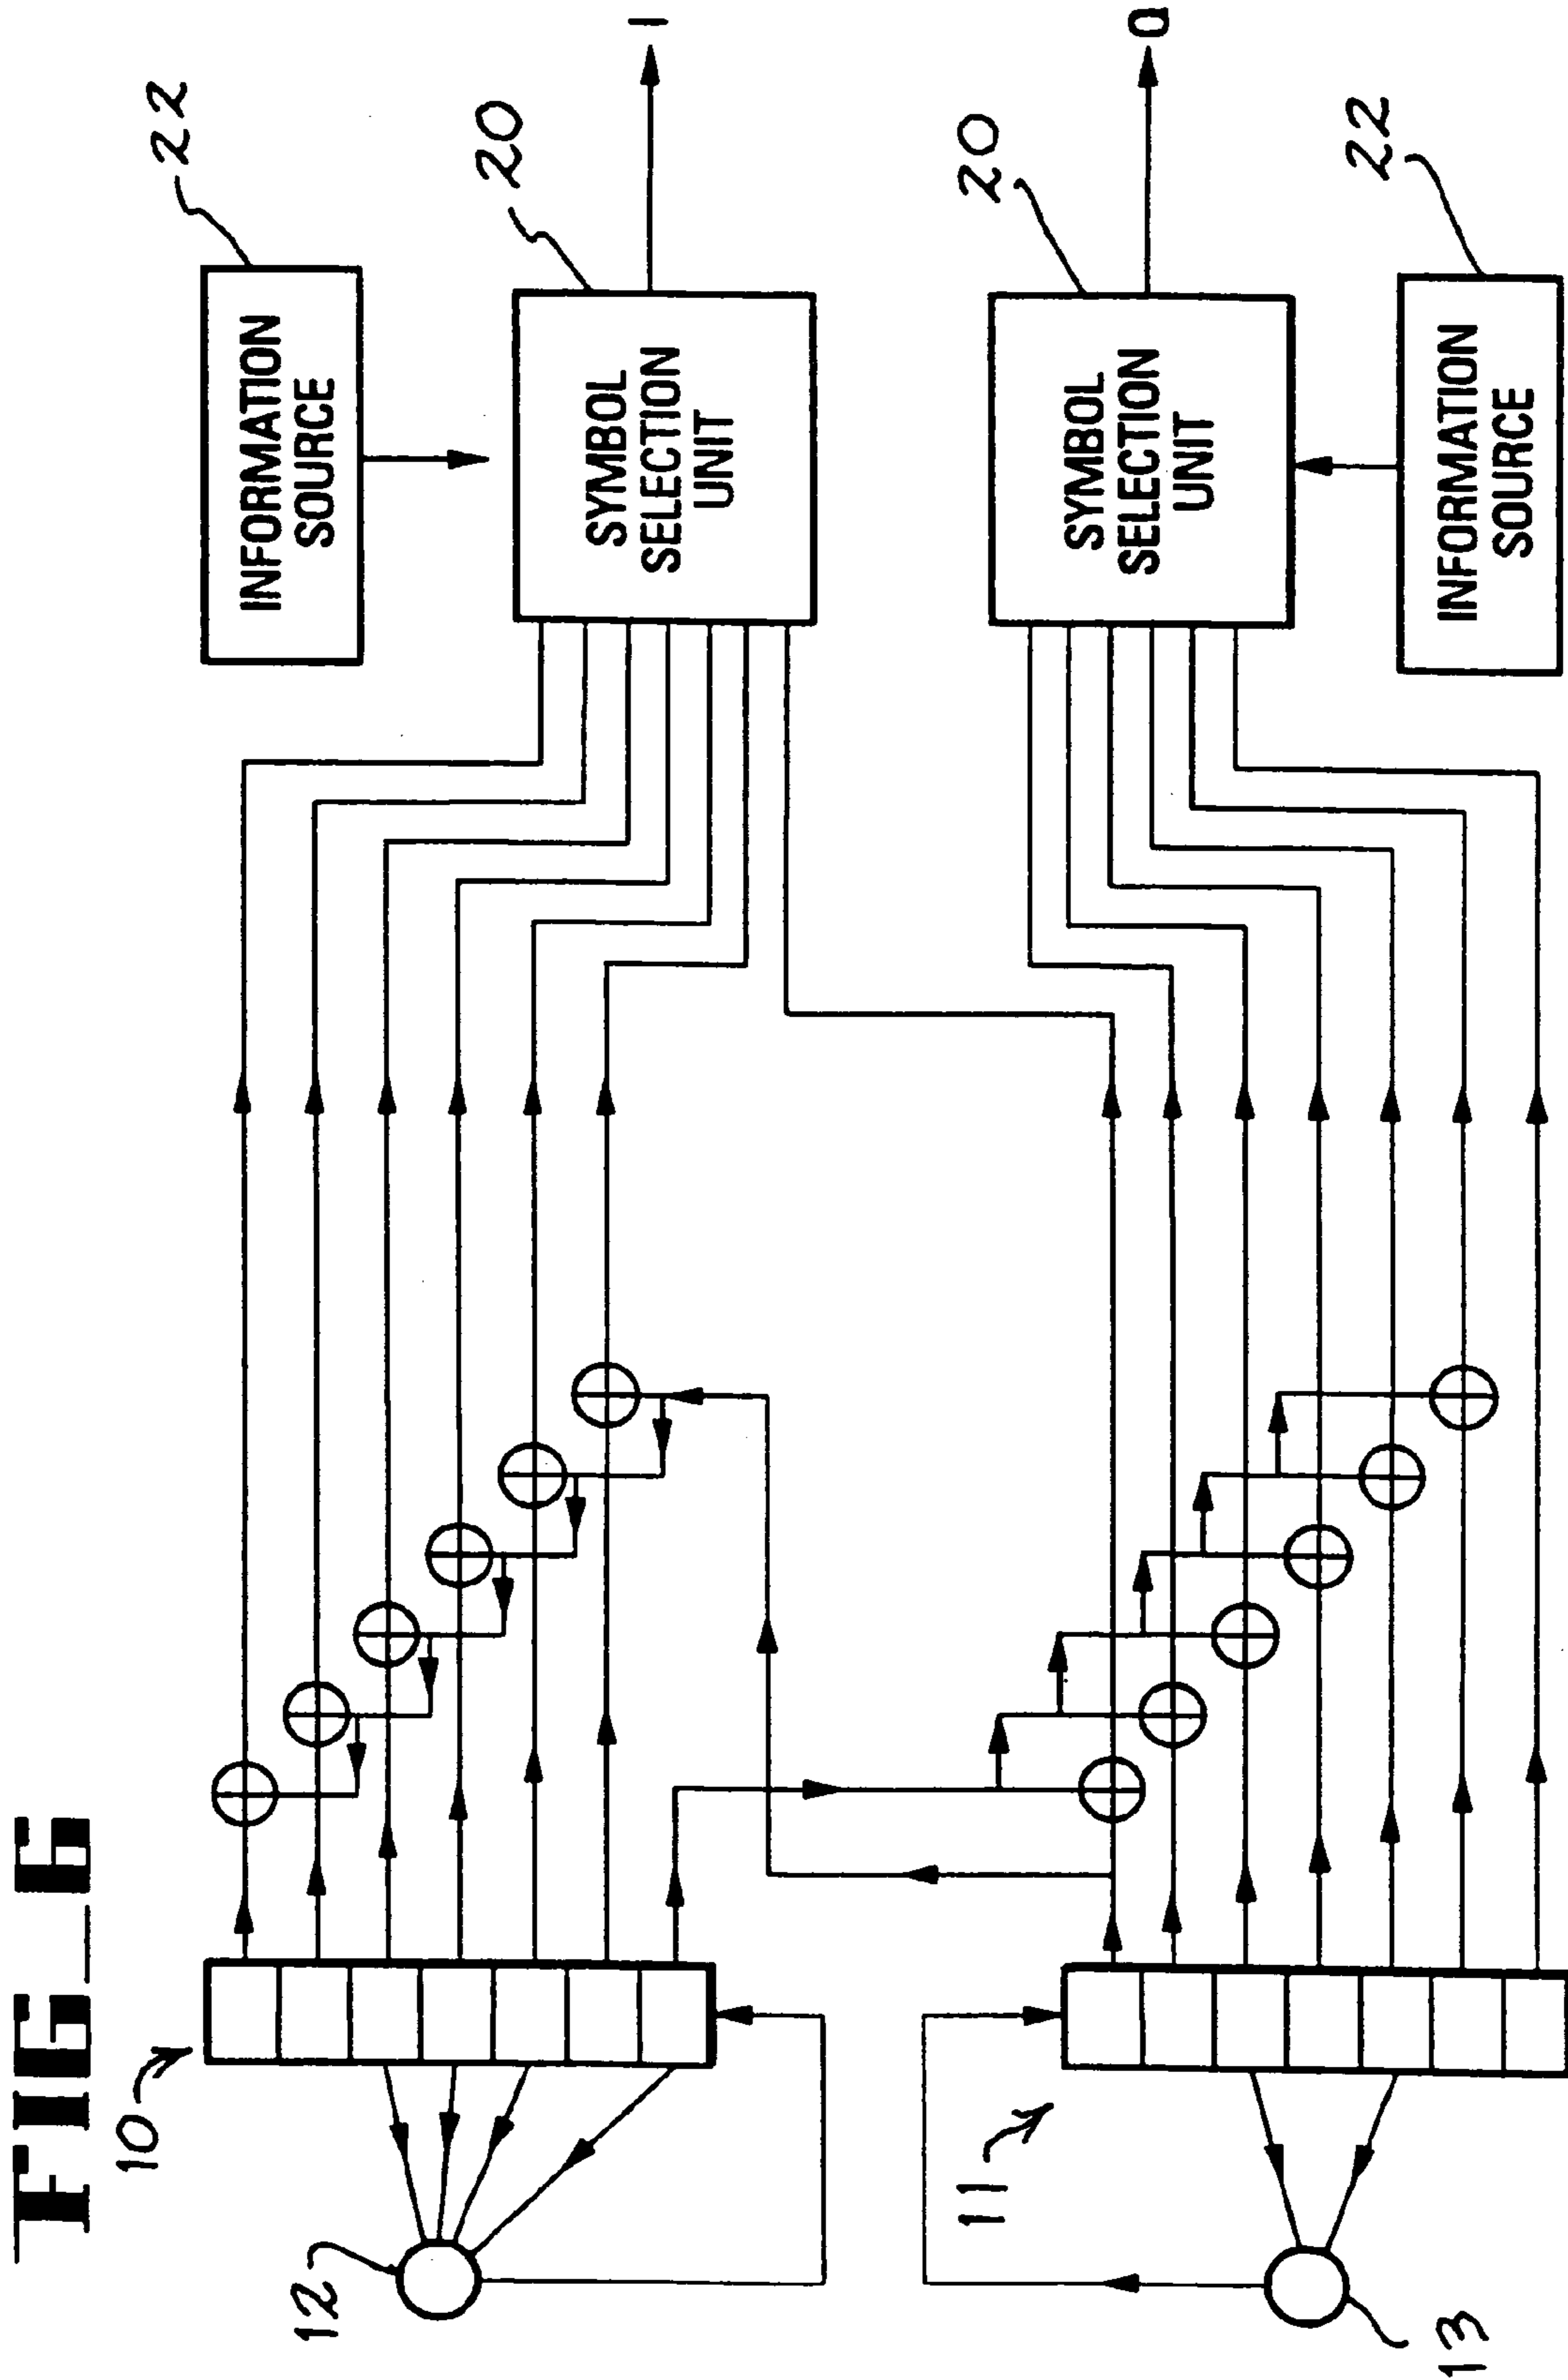 FIG_6
10
12
11
13
INFORMATION
SOURCE
22
SYMBOL
SELECTION
UNIT
20
I
SYMBOL
SELECTION
UNIT
20
Q
INFORMATION
SOURCE
22